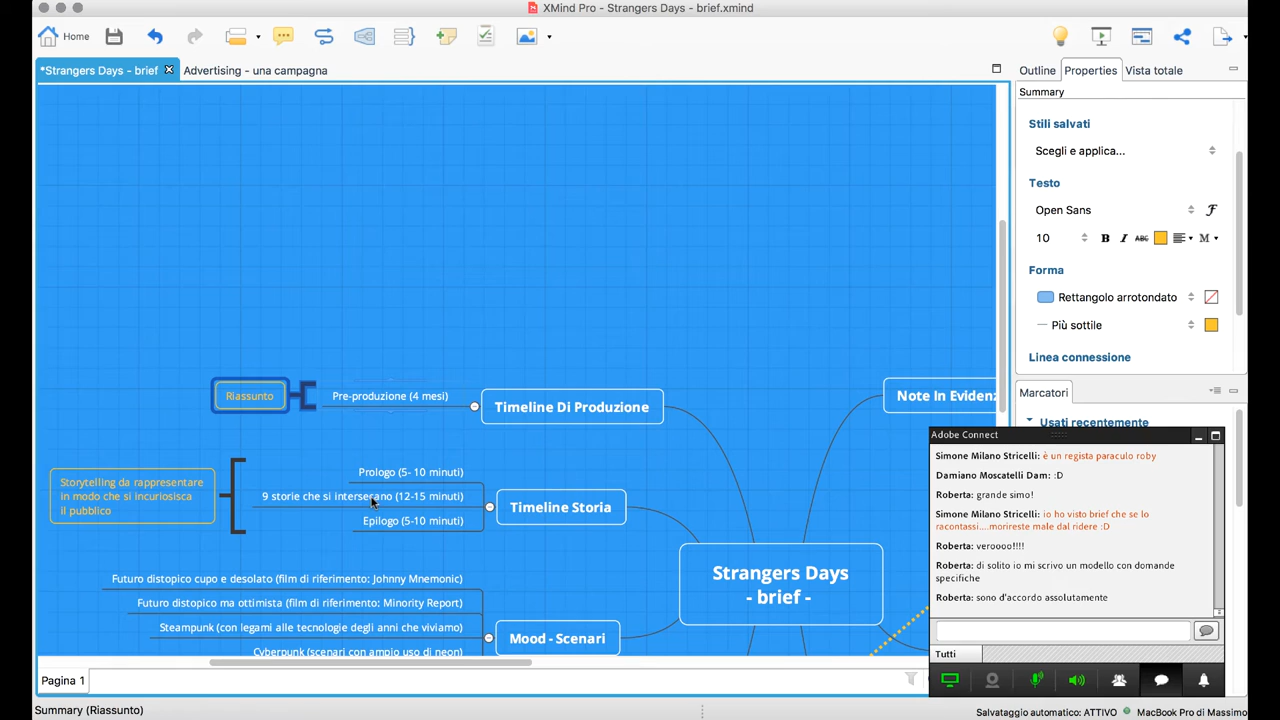 XMind Pro - Strangers Days - brief.xmind
Home
*Strangers Days - brief
Advertising - una campagna
Outline
Properties
Vista totale
Summary
Stili salvati
Scegli e applica...
Testo
Open Sans
10
B I ABC M
Forma
Rettangolo arrotondato
Più sottile
Linea connessione
Marcatori
Usati recentemente
Riassunto
Pre-produzione (4 mesi)
Timeline Di Produzione
Storytelling da rappresentare
in modo che si incuriosisca
il pubblico
Prologo (5- 10 minuti)
9 storie che si intersecano (12-15 minuti)
Epilogo (5-10 minuti)
Timeline Storia
Futuro distopico cupo e desolato (film di riferimento: Johnny Mnemonic)
Futuro distopico ma ottimista (film di riferimento: Minority Report)
Steampunk (con legami alle tecnologie degli anni che viviamo)
Cyberpunk (scenari con ampio uso di neon)
Mood - Scenari
Strangers Days
- brief -
Note In Eviden
Adobe Connect
Simone Milano Stricelli: è un regista paraculo roby
Damiano Moscatelli Dam: :D
Roberta: grande simo!
Simone Milano Stricelli: io ho visto brief che se lo
racontassi....morireste male dal ridere :D
Roberta: veroooo!!!!
Roberta: di solito io mi scrivo un modello con domande
specifiche
Roberta: sono d'accordo assolutamente
Tutti
Pagina 1
Summary (Riassunto)
Salvataggio automatico: ATTIVO
MacBook Pro di Massimo